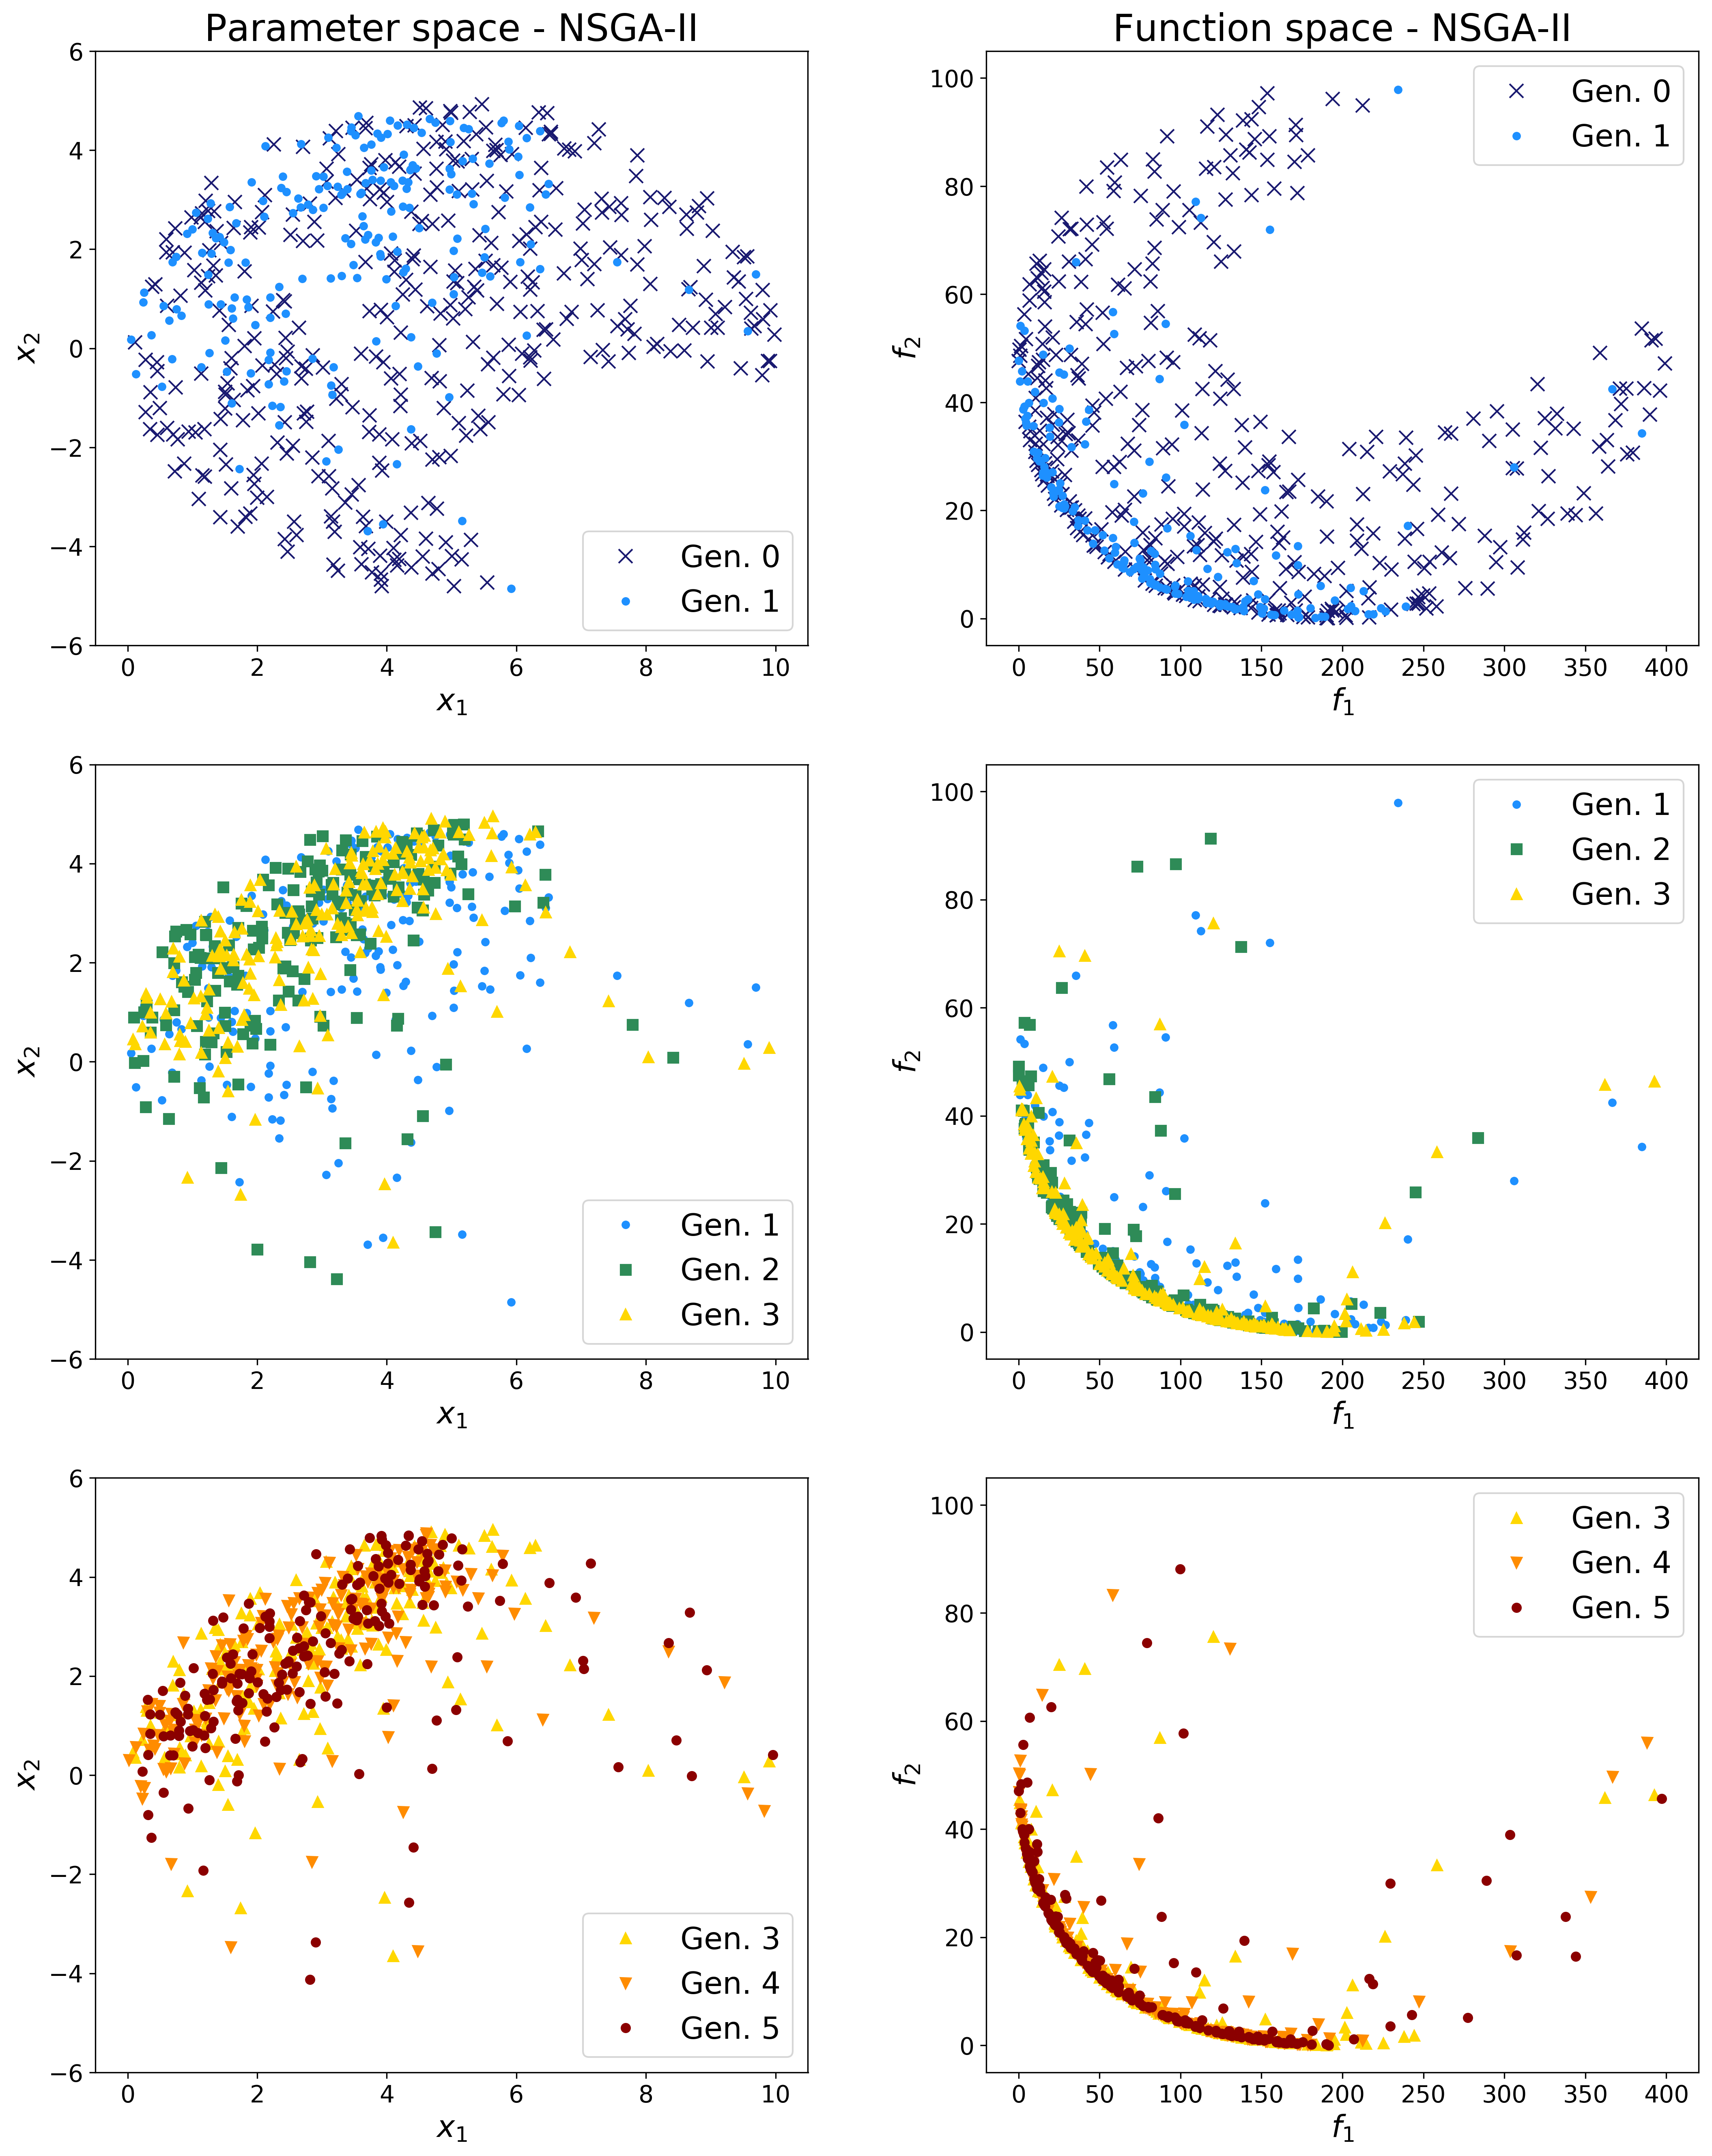 Parameter space - NSGA-II
6
4
2
0
−2
−4
−6
x2
0 2 4 6 8 10
x1
Gen. 0
Gen. 1
Function space - NSGA-II
100
80
60
40
20
0
f2
0 50 100 150 200 250 300 350 400
f1
Gen. 0
Gen. 1
6
4
2
0
−2
−4
−6
x2
0 2 4 6 8 10
x1
Gen. 1
Gen. 2
Gen. 3
100
80
60
40
20
0
f2
0 50 100 150 200 250 300 350 400
f1
Gen. 1
Gen. 2
Gen. 3
6
4
2
0
−2
−4
−6
x2
0 2 4 6 8 10
x1
Gen. 3
Gen. 4
Gen. 5
100
80
60
40
20
0
f2
0 50 100 150 200 250 300 350 400
f1
Gen. 3
Gen. 4
Gen. 5